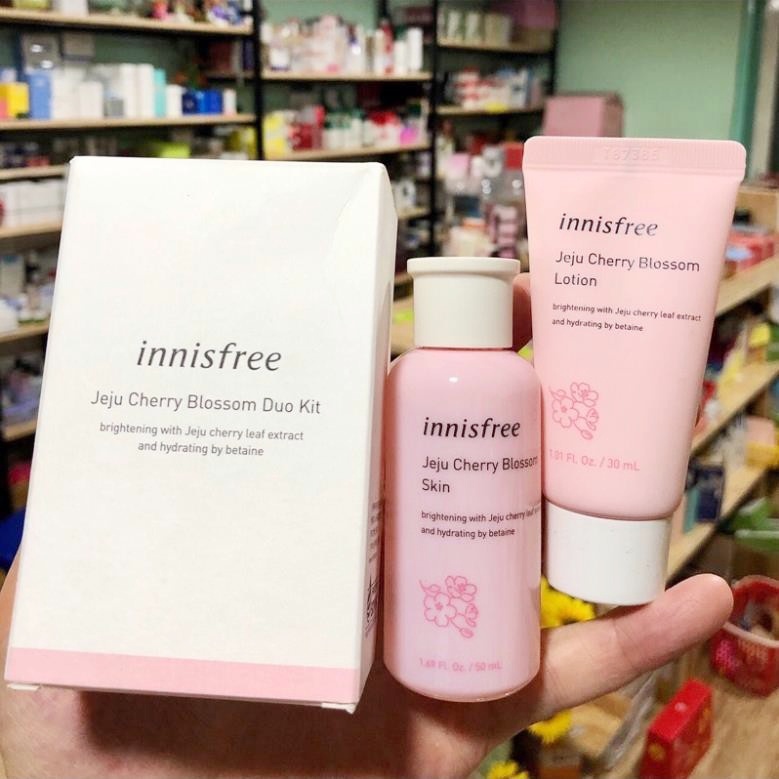 innisfree
Jeju Cherry Blossom Duo Kit
brightening with Jeju cherry leaf extract
and hydrating by betaine
innisfree
Jeju Cherry Blossom
Skin
brightening with Jeju cherry leaf
and hydrating by betaine
1.69 FL. Oz. / 50 mL
innisfree
Jeju Cherry Blossom
Lotion
brightening with Jeju cherry leaf extract
and hydrating by betaine
1.01 FL. Oz. / 30 mL